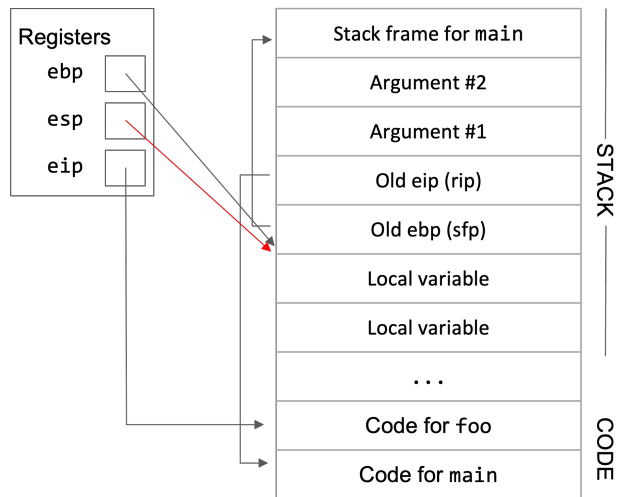 Registers
ebp
esp
eip
Stack frame for main
Argument #2
Argument #1
Old eip (rip)
Old ebp (sfp)
Local variable
Local variable
...
Code for foo
Code for main
STACK
CODE